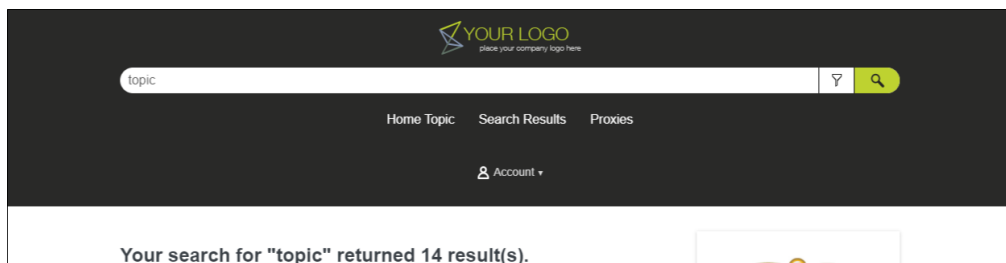 YOUR LOGO
place your company logo here
topic
Home Topic Search Results Proxies
Account
Your search for "topic" returned 14 result(s).